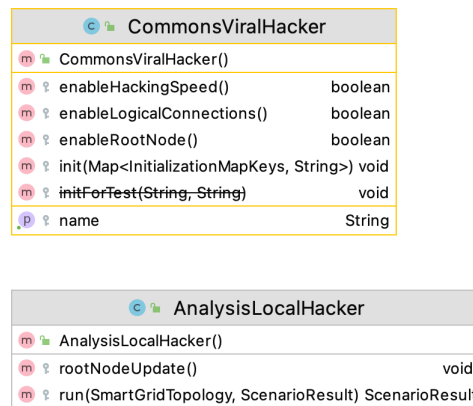 CommonsViralHacker
CommonsViralHacker()
enableHackingSpeed() boolean
enableLogicalConnections() boolean
enableRootNode() boolean
init(Map<InitializationMapKeys, String>) void
initForTest(String, String) void
name String
AnalysisLocalHacker
AnalysisLocalHacker()
rootNodeUpdate() void
run(SmartGridTopology, ScenarioResult) ScenarioResult